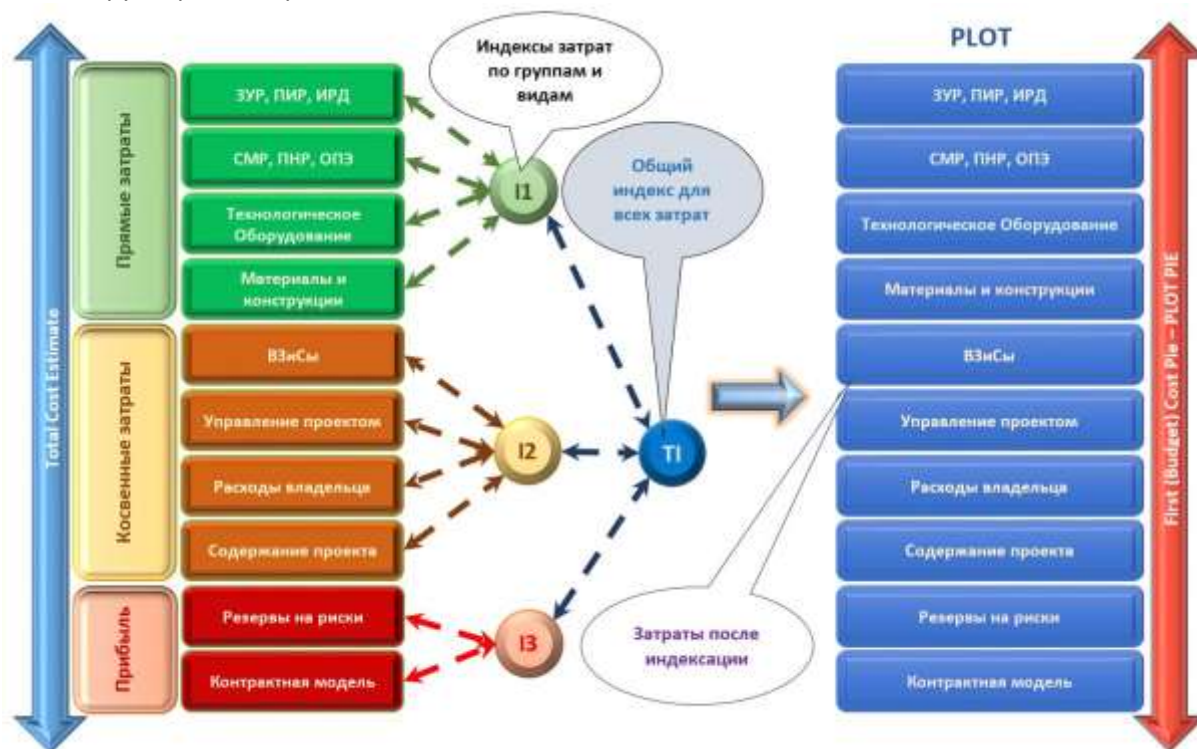 Total Cost Estimate
Прямые затраты
ЗУР, ПИР, ИРД
СМР, ПНР, ОПЭ
Технологическое
Оборудование
Материалы и
конструкции
Косвенные затраты
ВЗиСы
Управление проектом
Расходы владельца
Содержание проекта
Прибыль
Резервы на риски
Контрактная модель
Индексы затрат
по группам и
видам
I1
I2
I3
Общий
индекс для
всех затрат
TI
Затраты после
индексации
PLOT
ЗУР, ПИР, ИРД
СМР, ПНР, ОПЭ
Технологическое Оборудование
Материалы и конструкции
ВЗиСы
Управление проектом
Расходы владельца
Содержание проекта
Резервы на риски
Контрактная модель
First (Budget) Cost Pie – PLOT PIE